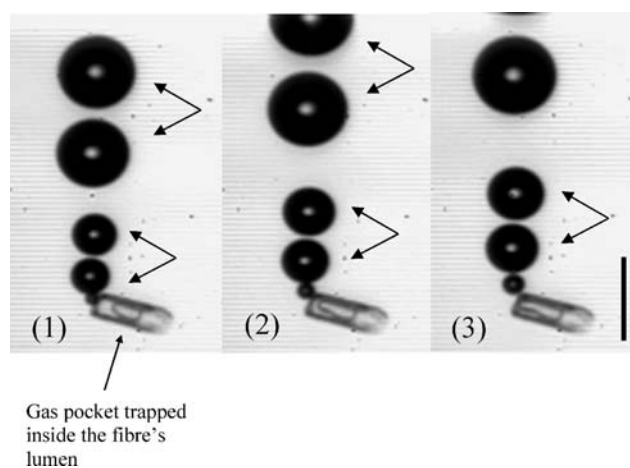 (1)
(2)
(3)
Gas pocket trapped
inside the fibre's
lumen